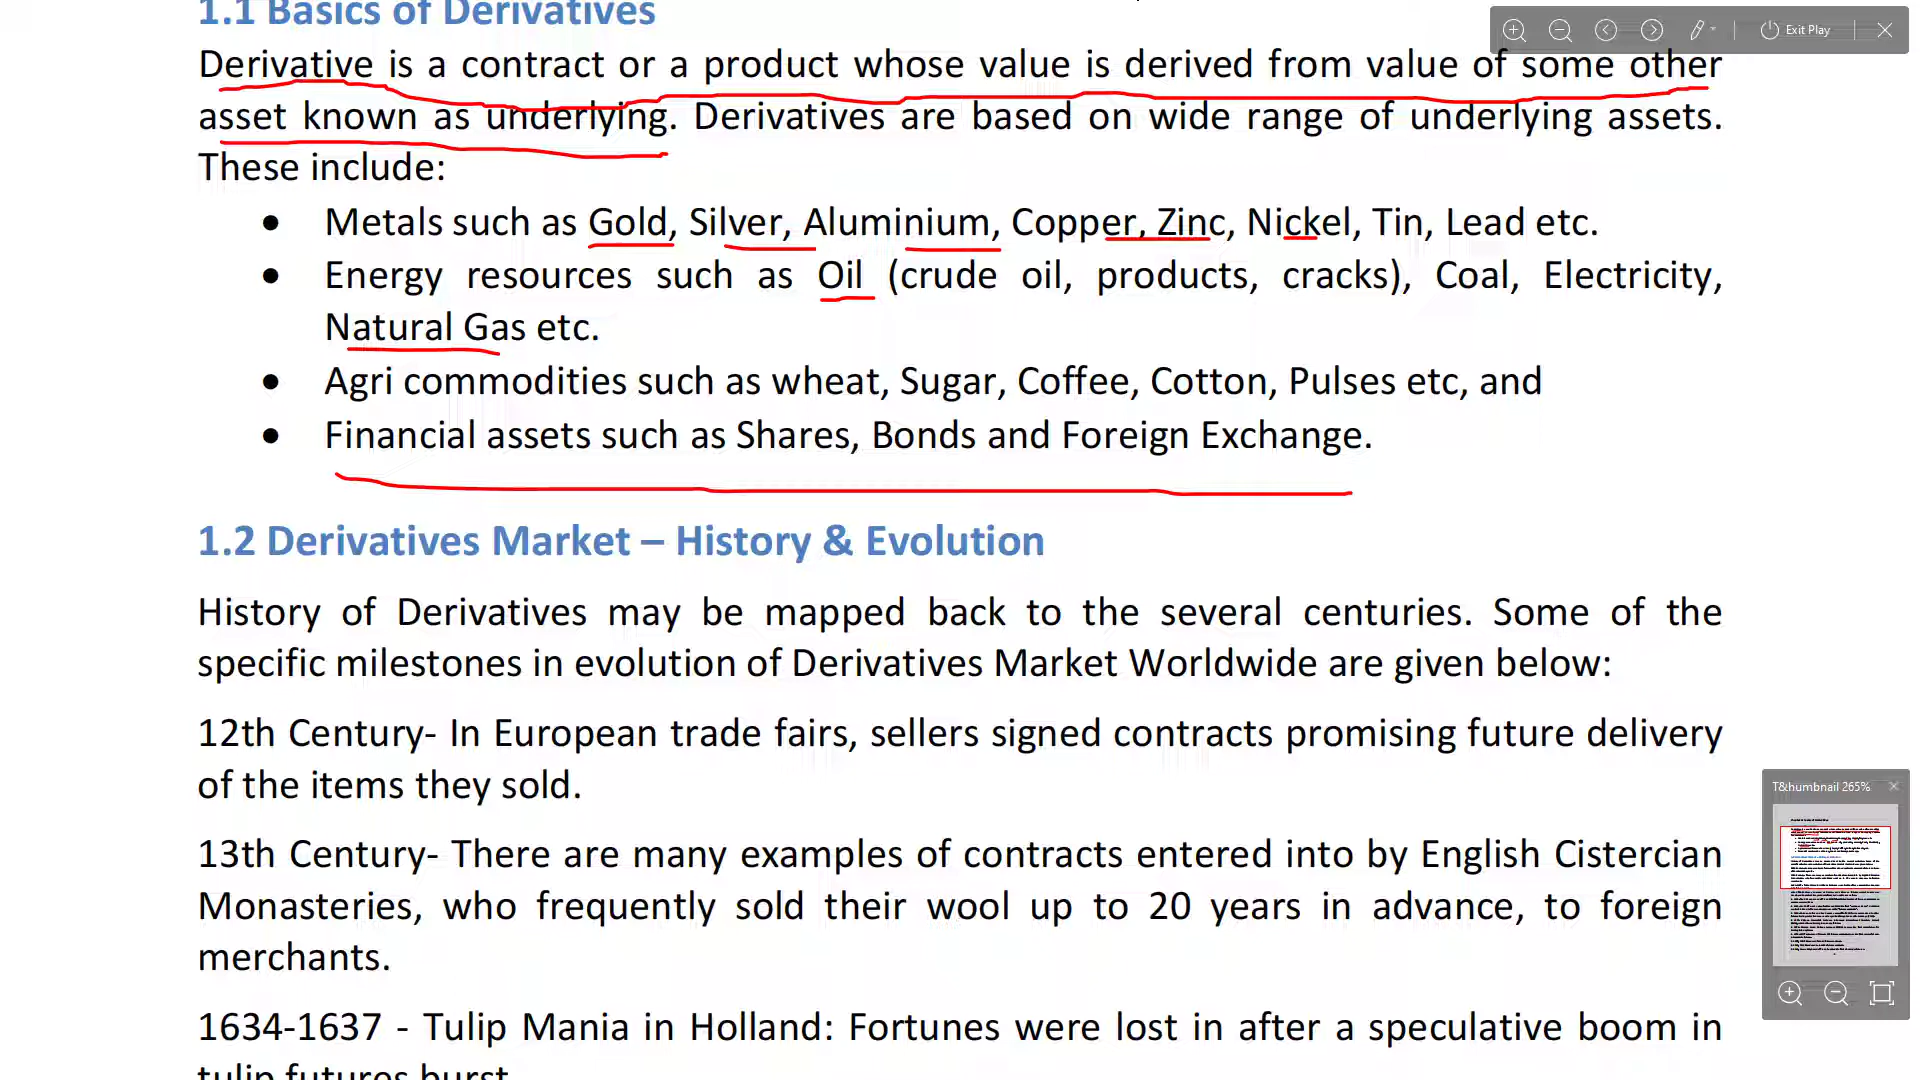 1.1 Basics of Derivatives
Exit Play
Derivative is a contract or a product whose value is derived from value of some other
asset known as underlying. Derivatives are based on wide range of underlying assets.
These include:
• Metals such as Gold, Silver, Aluminium, Copper, Zinc, Nickel, Tin, Lead etc.
• Energy resources such as Oil (crude oil, products, cracks), Coal, Electricity,
Natural Gas etc.
• Agri commodities such as wheat, Sugar, Coffee, Cotton, Pulses etc, and
• Financial assets such as Shares, Bonds and Foreign Exchange.
1.2 Derivatives Market – History & Evolution
History of Derivatives may be mapped back to the several centuries. Some of the
specific milestones in evolution of Derivatives Market Worldwide are given below:
12th Century- In European trade fairs, sellers signed contracts promising future delivery
of the items they sold.
T&thumbnail 265%
13th Century- There are many examples of contracts entered into by English Cistercian
Monasteries, who frequently sold their wool up to 20 years in advance, to foreign
merchants.
1634-1637 - Tulip Mania in Holland: Fortunes were lost in after a speculative boom in
tulip futures burst